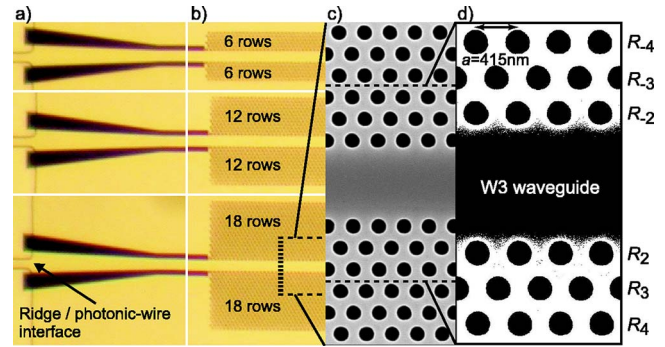 a)
b)
c)
d)
6 rows
6 rows
12 rows
12 rows
18 rows
18 rows
Ridge / photonic-wire
interface
a=415nm
R-4
R-3
R-2
W3 waveguide
R2
R3
R4